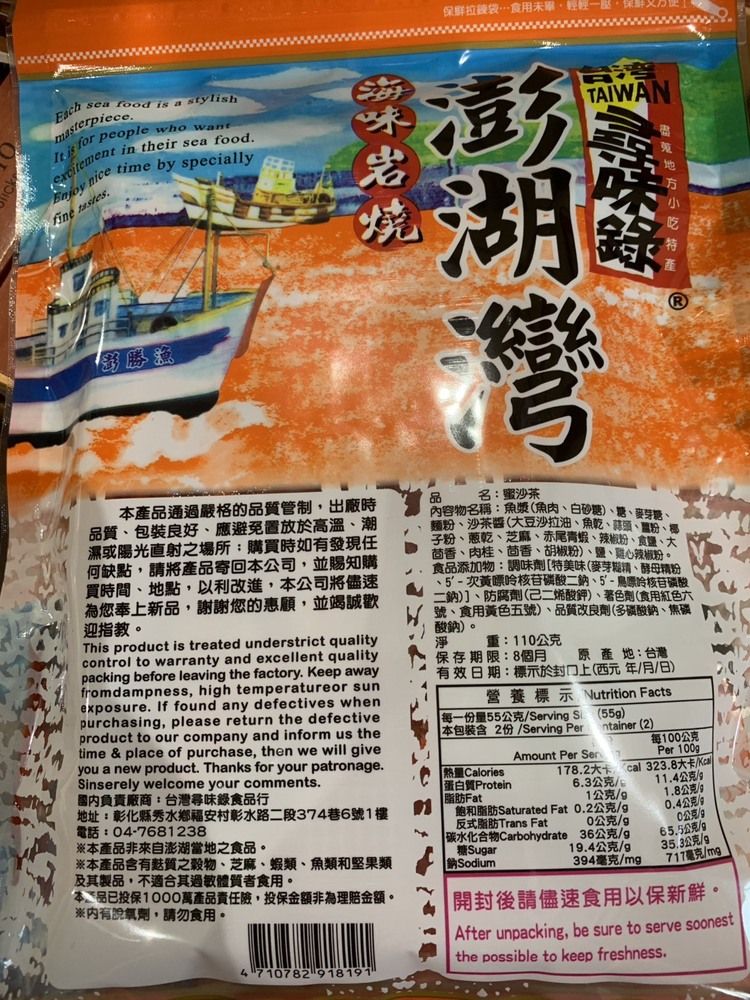 保鮮拉鍊袋…食用未畢，輕輕一壓，保鮮又方便！
Each sea food is a stylish
masterpiece.
It is for people who want
excitement in their sea food.
Enjoy nice time by specially
fine tastes.
海味岩燒
澎湖灣
台灣
TAIWAN
尋味錄
盡蒐地方小吃特產
®
澎勝漁
本產品通過嚴格的品質管制，出廠時
品質、包裝良好、應避免置放於高溫、潮
濕或陽光直射之場所：購買時如有發現任
何缺點，請將產品寄回本公司，並賜知購
買時間、地點，以利改進，本公司將儘速
為您奉上新品，謝謝您的惠顧，並竭誠歡
迎指教。
This product is treated understrict quality
control to warranty and excellent quality
packing before leaving the factory. Keep away
fromdampness, high temperatureor sun
exposure. If found any defectives when
purchasing, please return the defective
product to our company and inform us the
time & place of purchase, then we will give
you a new product. Thanks for your patronage.
Sinserely welcome your comments.
國內負責廠商：台灣尋味錄食品行
地址：彰化縣秀水鄉福安村彰水路二段374巷6號1樓
電話：04-7681238
※本產品非來自澎湖當地之食品。
※本產品含有麩質之穀物、芝麻、蝦類、魚類和堅果類
及其製品，不適合其過敏體質者食用。
本產品已投保1000萬產品責任險，投保金額非為理賠金額。
※內有脫氧劑，請勿食用。
4 710782 918191
品　　名：蜜沙茶
內容物名稱：魚漿(魚肉、白砂糖)、糖、麥芽糖、
麵粉、沙茶醬(大豆沙拉油、魚乾、蒜頭、薑粉、椰
子粉、蔥乾、芝麻、赤尾青蝦、辣椒粉、食鹽、大
茴香、肉桂、茴香、胡椒粉)、鹽、雞心辣椒粉。
食品添加物：調味劑[特美味(麥芽糊精、酵母精粉
、5′-次黃嘌呤核苷磷酸二鈉、5′-鳥嘌呤核苷磷酸
二鈉)]、防腐劑(己二烯酸鉀)、著色劑(食用紅色六
號、食用黃色五號)、品質改良劑(多磷酸鈉、焦磷
酸鈉)。
淨　　重：110公克
保存期限：8個月　原產地：台灣
有效日期：標示於封口上(西元 年/月/日)
營養標示 Nutrition Facts
每一份量55公克/Serving Size (55g)
本包裝含 2份 /Serving Per Container (2)
每100公克
Amount Per Serving Per 100g
熱量Calories 178.2大卡/Kcal 323.8大卡/Kcal
蛋白質Protein 6.3公克/g 11.4公克/g
脂肪Fat 1公克/g 1.8公克/g
飽和脂肪Saturated Fat 0.2公克/g 0.4公克/g
反式脂肪Trans Fat 0公克/g 0公克/g
碳水化合物Carbohydrate 36公克/g 65.5公克/g
糖Sugar 19.4公克/g 35.3公克/g
鈉Sodium 394毫克/mg 717毫克/mg
開封後請儘速食用以保新鮮。
After unpacking, be sure to serve soonest
the possible to keep freshness.